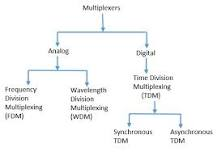 Multiplexers
Analog
Digital
Frequency
Division
Multiplexing
(FDM)
Wavelength
Division
Multiplexing
(WDM)
Time Division
Multiplexing
(TDM)
Synchronous
TDM
Asynchronous
TDM